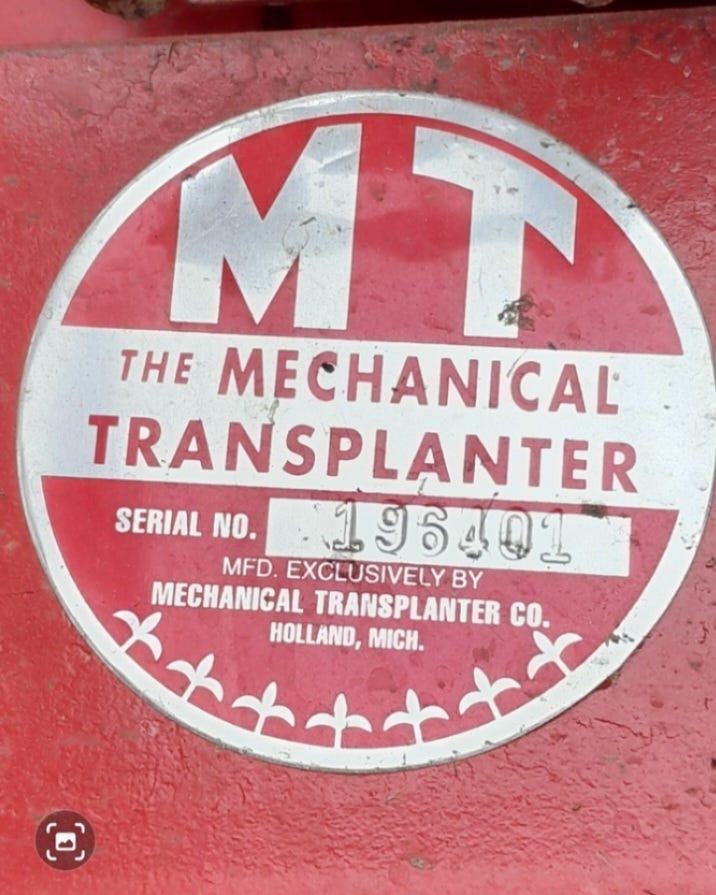 MT
THE MECHANICAL
TRANSPLANTER
SERIAL NO. 196401
MFD. EXCLUSIVELY BY
MECHANICAL TRANSPLANTER CO.
HOLLAND, MICH.